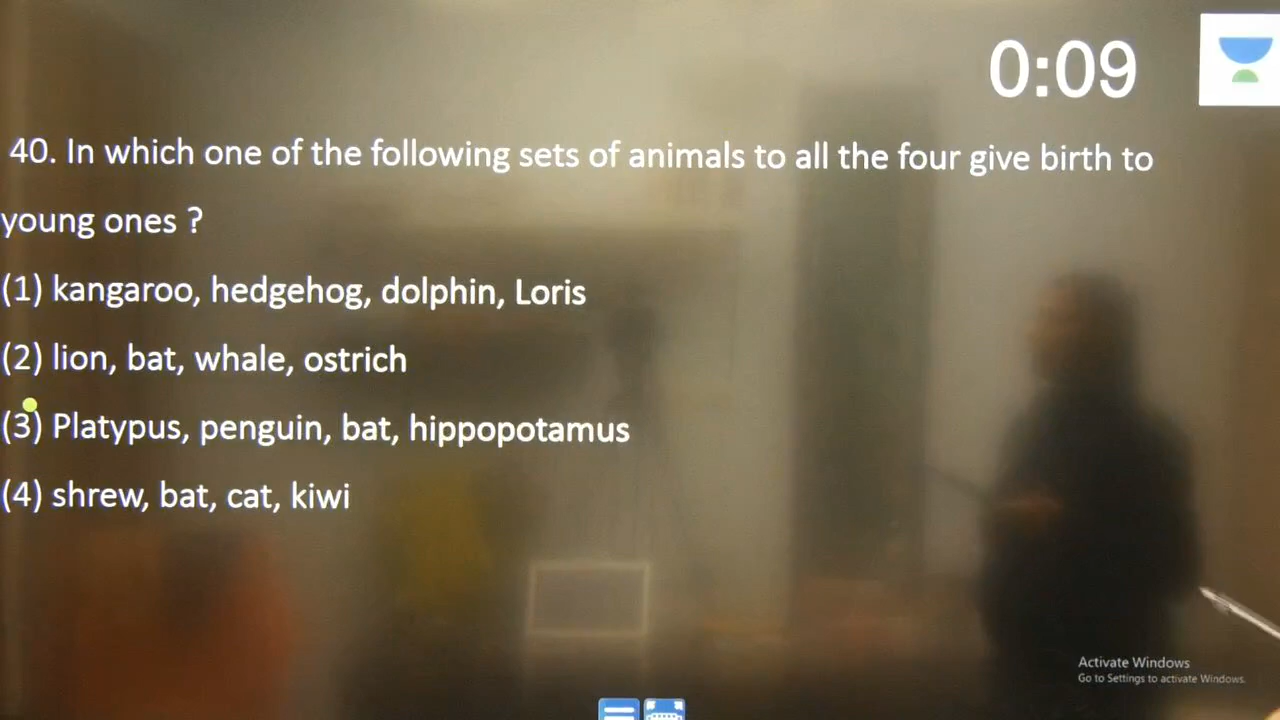 0:09
40. In which one of the following sets of animals to all the four give birth to
young ones ?
(1) kangaroo, hedgehog, dolphin, Loris
(2) lion, bat, whale, ostrich
(3) Platypus, penguin, bat, hippopotamus
(4) shrew, bat, cat, kiwi
Activate Windows
Go to Settings to activate Windows.